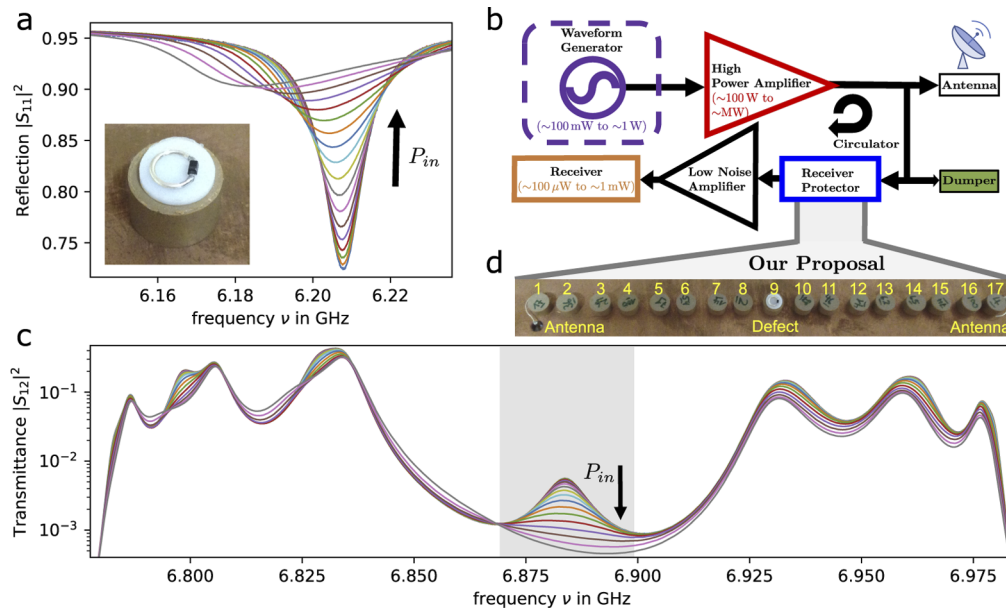 a
0.95
0.90
0.85
0.80
0.75
Reflection |S₁₁|²
P_in
6.16
6.18
6.20
6.22
frequency ν in GHz
b
Waveform
Generator
(~100 mW to ~1 W)
High
Power Amplifier
(~100 W to
~MW)
Antenna
Circulator
Receiver
(~100 μW to ~1 mW)
Low Noise
Amplifier
Receiver
Protector
Dumper
Our Proposal
d
1 2 3 4 5 6 7 8 9 10 11 12 13 14 15 16 17
Antenna Defect Antenna
c
10⁻¹
10⁻²
10⁻³
Transmittance |S₁₂|²
P_in
6.800
6.825
6.850
6.875
6.900
6.925
6.950
6.975
frequency ν in GHz